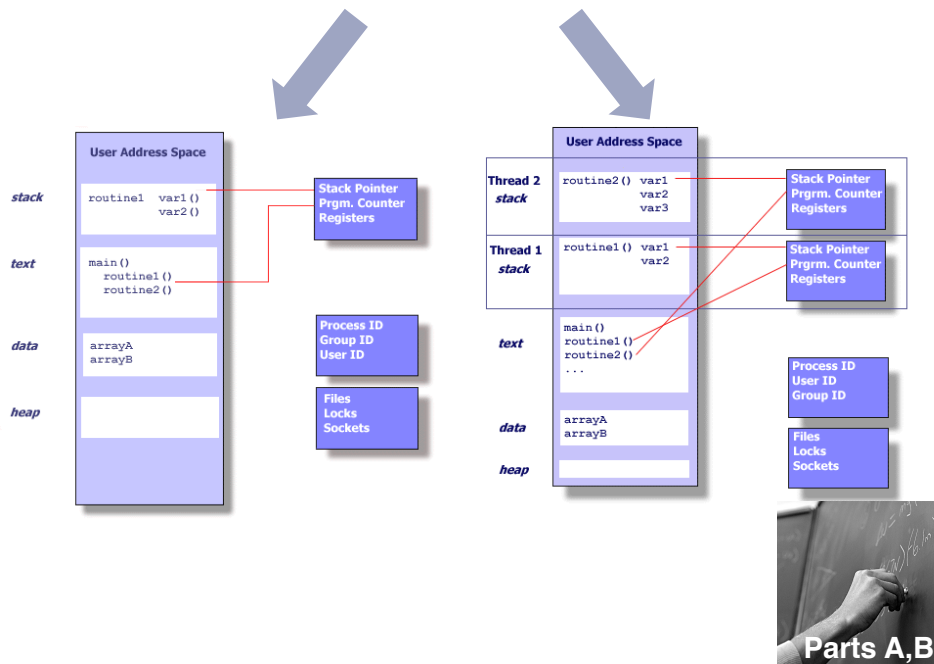 User Address Space
stack
routine1 var1()
var2()
Stack Pointer
Prgm. Counter
Registers
text
main()
routine1()
routine2()
data
arrayA
arrayB
Process ID
Group ID
User ID
heap
Files
Locks
Sockets
User Address Space
Thread 2
stack
routine2() var1
var2
var3
Stack Pointer
Prgrm. Counter
Registers
Thread 1
stack
routine1() var1
var2
Stack Pointer
Prgrm. Counter
Registers
text
main()
routine1()
routine2()
...
Process ID
User ID
Group ID
data
arrayA
arrayB
Files
Locks
Sockets
heap
Parts A,B